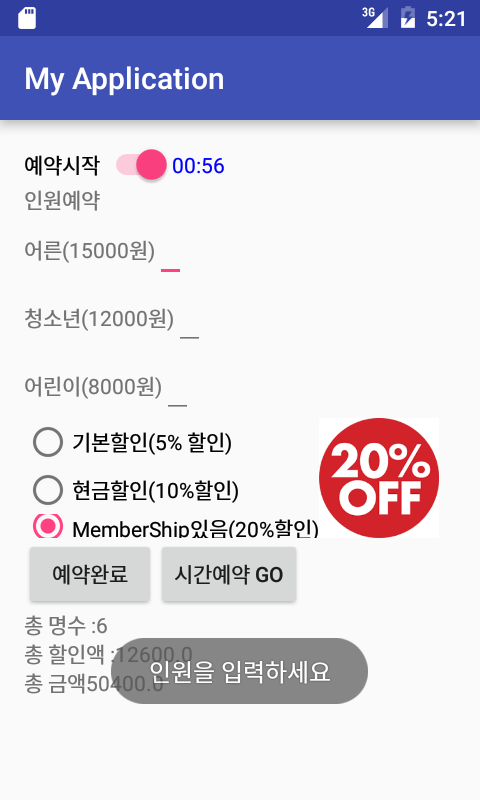 3G 5:21
My Application
예약시작 00:56
인원예약
어른(15000원)
청소년(12000원)
어린이(8000원)
기본할인(5% 할인)
현금할인(10%할인)
MemberShip있음(20%할인)
20%
OFF
예약완료 시간예약 GO
총 명수 :6
총 할인액 :12600.0
인원을 입력하세요
총 금액50400.0